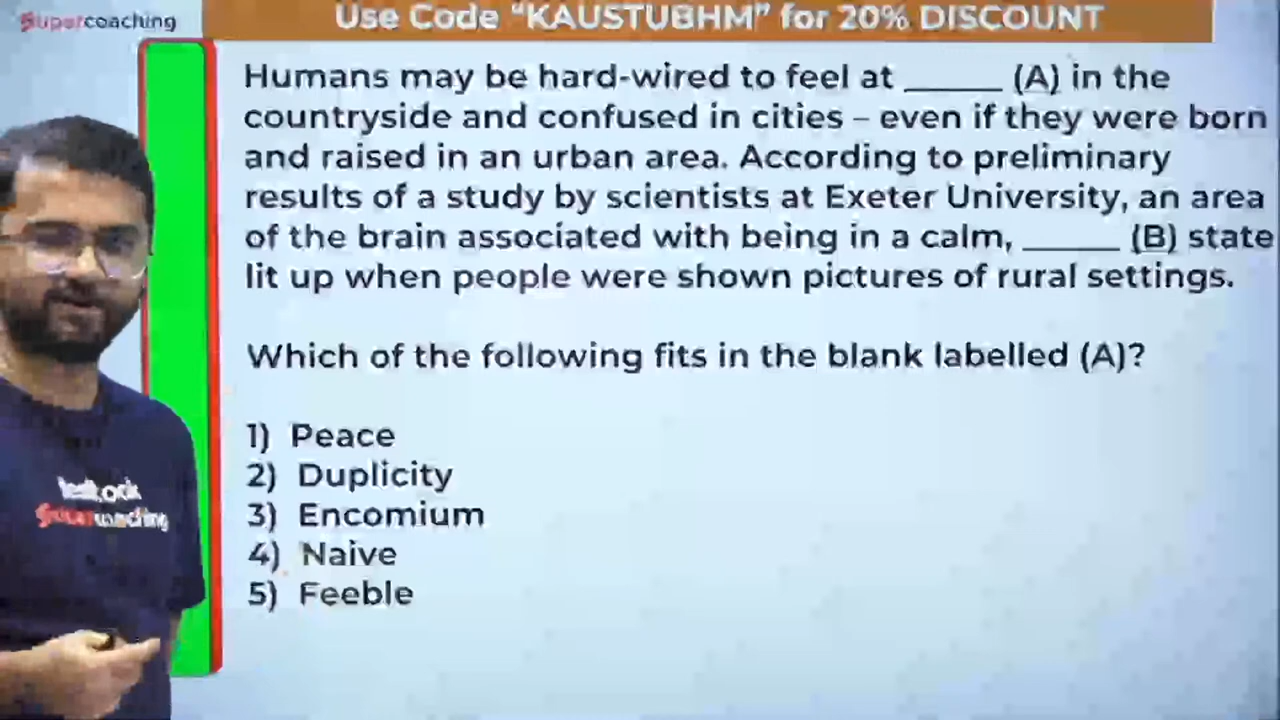 Supercoaching
Use Code “KAUSTUBHM” for 20% DISCOUNT
Humans may be hard-wired to feel at ______ (A) in the
countryside and confused in cities – even if they were born
and raised in an urban area. According to preliminary
results of a study by scientists at Exeter University, an area
of the brain associated with being in a calm, ______ (B) state
lit up when people were shown pictures of rural settings.
Which of the following fits in the blank labelled (A)?
1) Peace
2) Duplicity
3) Encomium
4) Naive
5) Feeble
testbook
Supercoaching